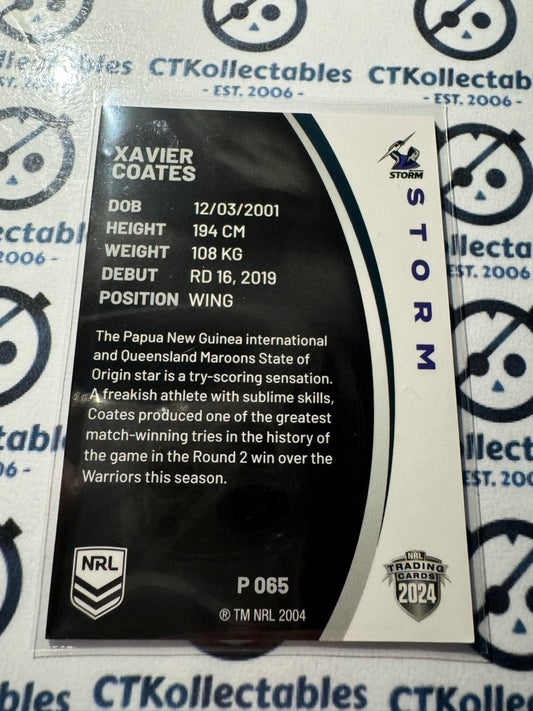 llectables CTKollectables CTKollectables
- EST. 2006 -
XAVIER
COATES
DOB 12/03/2001
HEIGHT 194 CM
WEIGHT 108 KG
DEBUT RD 16, 2019
POSITION WING
The Papua New Guinea international
and Queensland Maroons State of
Origin star is a try-scoring sensation.
A freakish athlete with sublime skills,
Coates produced one of the greatest
match-winning tries in the history of
the game in the Round 2 win over the
Warriors this season.
NRL
P 065
® TM NRL 2004
STORM
STORM
NRL
TRADING
CARDS
2024
CTKollectables